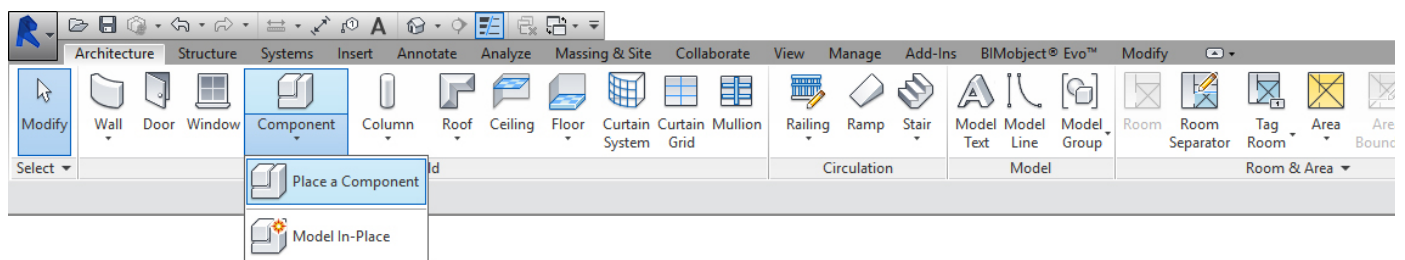 A
Architecture Structure Systems Insert Annotate Analyze Massing & Site Collaborate View Manage Add-Ins BIMobject® Evo™ Modify
Modify Wall Door Window Component Column Roof Ceiling Floor Curtain System Curtain Grid Mullion Railing Ramp Stair Model Text Model Line Model Group Room Room Separator Tag Room Area Are Bounc
Select ld Circulation Model Room & Area
Place a Component
Model In-Place